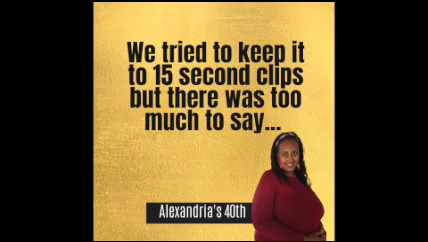 We tried to keep it
to 15 second clips
but there was too
much to say...
Alexandria's 40th